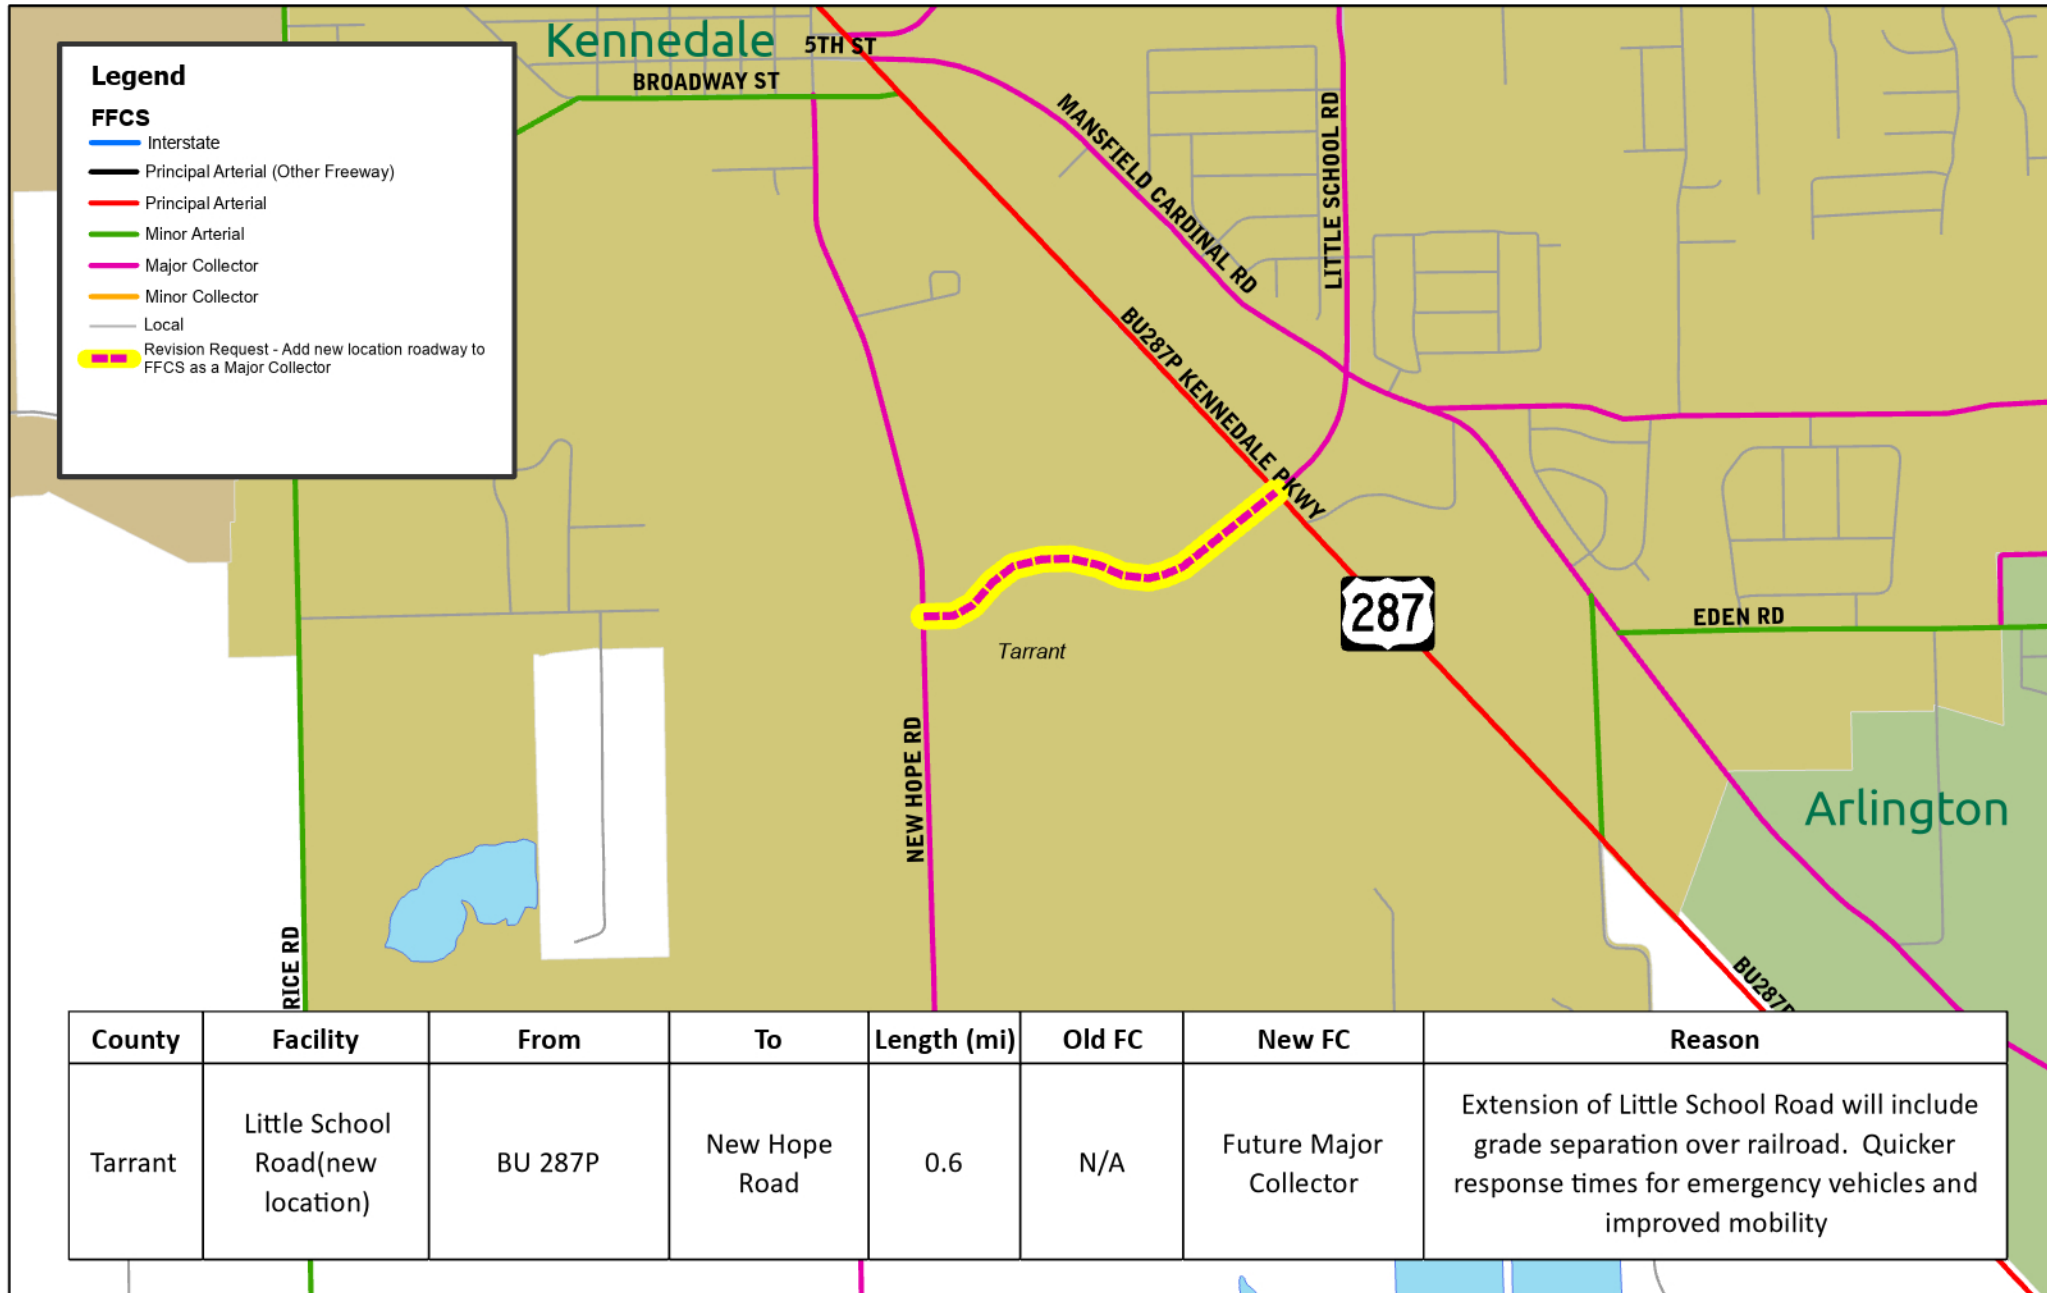 Kennedale
5TH ST
BROADWAY ST
Legend
FFCS
Interstate
Principal Arterial (Other Freeway)
Principal Arterial
Minor Arterial
Major Collector
Minor Collector
Local
Revision Request - Add new location roadway to
FFCS as a Major Collector
MANSFIELD CARDINAL RD
LITTLE SCHOOL RD
BU287P KENNEDALE PKWY
287
EDEN RD
Tarrant
NEW HOPE RD
Arlington
RICE RD
BU287P
County Facility From To Length (mi) Old FC New FC Reason
Tarrant
Little School
Road(new
location)
BU 287P
New Hope
Road
0.6
N/A
Future Major
Collector
Extension of Little School Road will include
grade separation over railroad.  Quicker
response times for emergency vehicles and
improved mobility